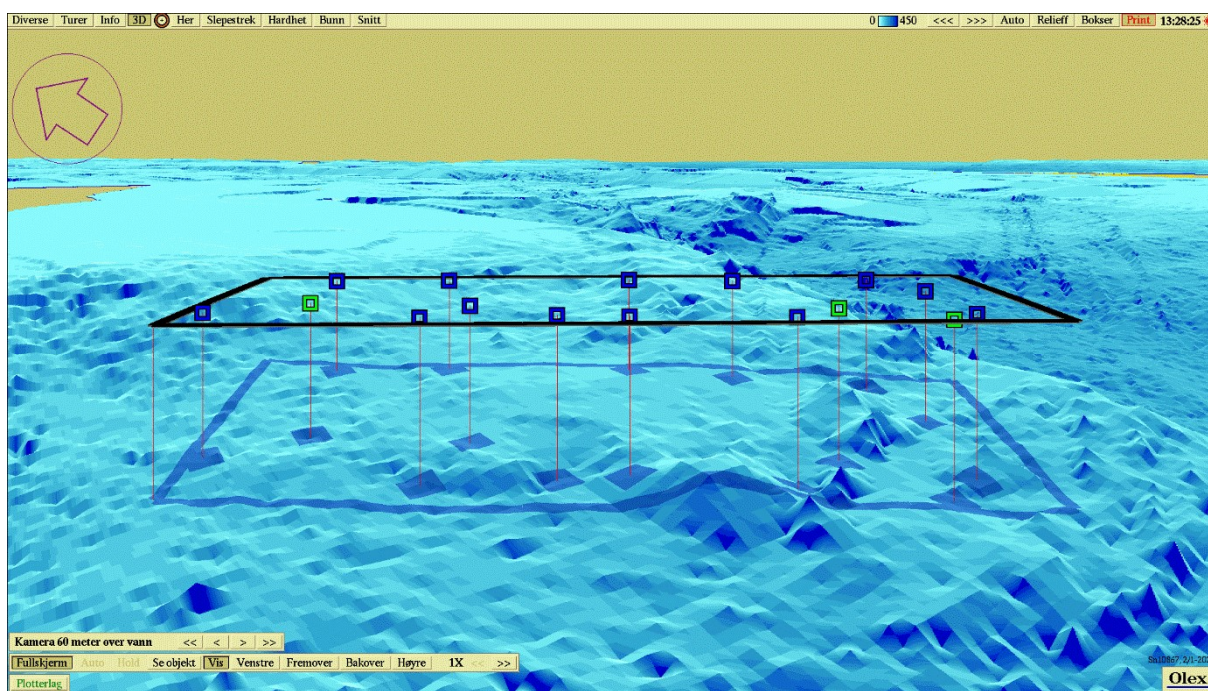 Diverse Turer Info 3D Her Slepestrek Hardhet Bunn Snitt 0 450 <<< >>> Auto Relieff Bokser Print 13:28:25
Kamera 60 meter over vann << < > >>
Fullskjerm Auto Hold Se objekt Vis Venstre Fremover Bakover Høyre 1X << >>
Plotterlag
Olex